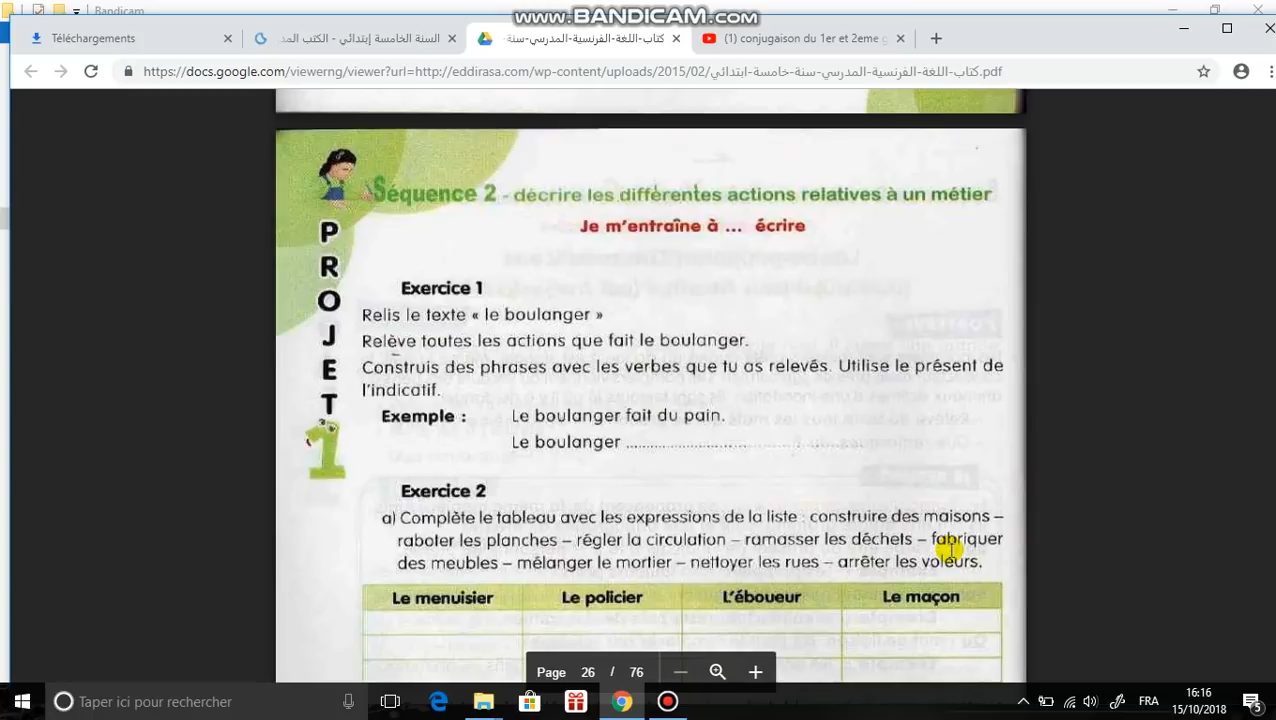 www.BANDICAM.com
Bandicam
Téléchargements
السنة الخامسة إبتدائي - الكتب المد
كتاب-اللغة-الفرنسية-المدرسي-سنة-
(1) conjugaison du 1er et 2eme g
https://docs.google.com/viewerng/viewer?url=http://eddirasa.com/wp-content/uploads/2015/02/كتاب-اللغة-الفرنسية-المدرسي-سنة-خامسة-ابتدائي.pdf
Séquence 2 - décrire les différentes actions relatives à un métier
Je m'entraîne à ... écrire
PROJET
1
Exercice 1
Relis le texte « le boulanger »
Relève toutes les actions que fait le boulanger.
Construis des phrases avec les verbes que tu as relevés. Utilise le présent de
l'indicatif.
Exemple : Le boulanger fait du pain.
Le boulanger ........................................
Exercice 2
a) Complète le tableau avec les expressions de la liste : construire des maisons –
raboter les planches – régler la circulation – ramasser les déchets – fabriquer
des meubles – mélanger le mortier – nettoyer les rues – arrêter les voleurs.
Le menuisier Le policier L'éboueur Le maçon
Page 26 / 76
Taper ici pour rechercher
FRA
16:16
15/10/2018
5